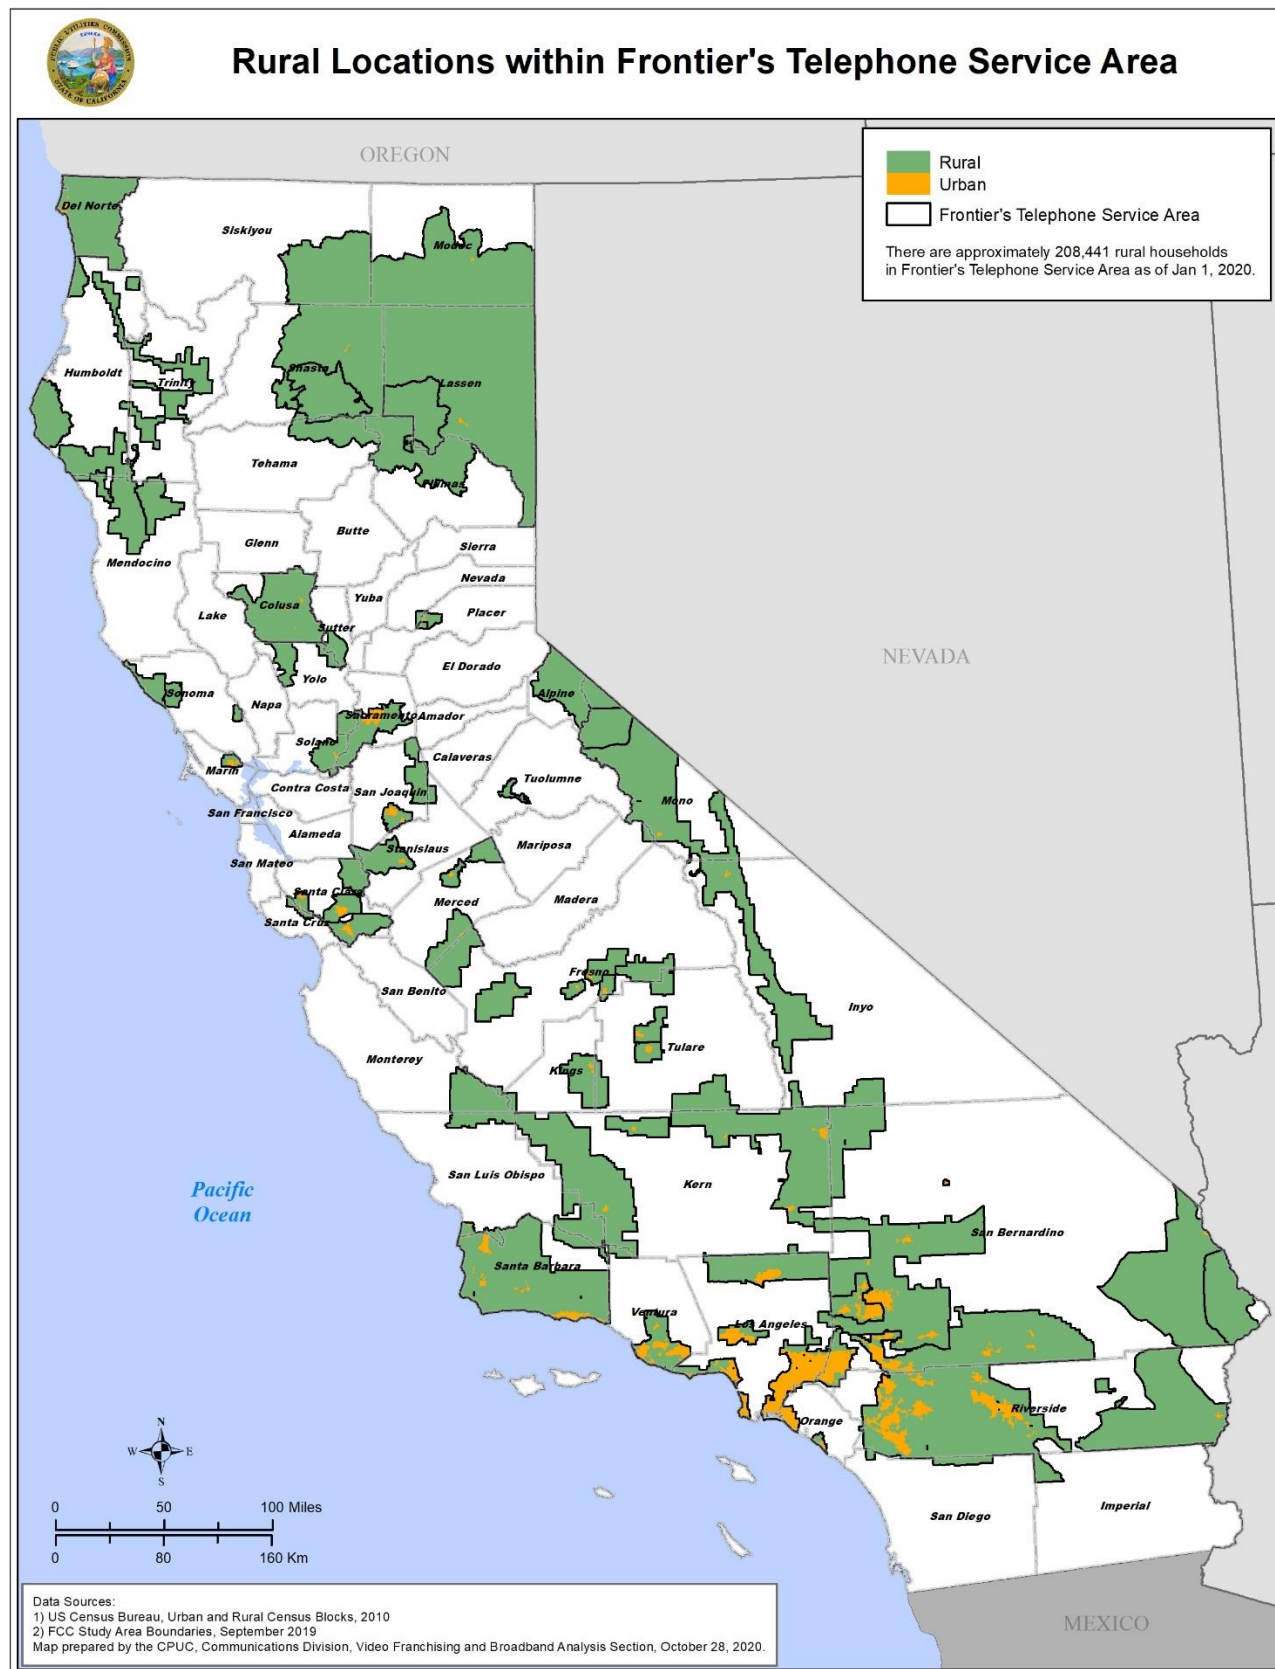 Rural Locations within Frontier's Telephone Service Area
PUBLIC UTILITIES COMMISSION
STATE OF CALIFORNIA
OREGON
Rural
Urban
Frontier's Telephone Service Area
There are approximately 208,441 rural households
in Frontier's Telephone Service Area as of Jan 1, 2020.
Del Norte
Siskiyou
Modoc
Humboldt
Trinity
Shasta
Lassen
Tehama
Plumas
Butte
Glenn
Sierra
Mendocino
Nevada
Colusa
Yuba
Placer
Lake
Sutter
El Dorado
NEVADA
Yolo
Sonoma
Napa
Alpine
Sacramento
Amador
Solano
Calaveras
Marin
Tuolumne
Contra Costa
San Joaquin
Mono
San Francisco
Alameda
Stanislaus
Mariposa
San Mateo
Santa Clara
Merced
Madera
Santa Cruz
Fresno
San Benito
Inyo
Monterey
Tulare
Kings
San Luis Obispo
Kern
Pacific
Ocean
San Bernardino
Santa Barbara
Ventura
Los Angeles
Orange
Riverside
N
W E
S
0 50 100 Miles
0 80 160 Km
San Diego
Imperial
MEXICO
Data Sources:
1) US Census Bureau, Urban and Rural Census Blocks, 2010
2) FCC Study Area Boundaries, September 2019
Map prepared by the CPUC, Communications Division, Video Franchising and Broadband Analysis Section, October 28, 2020.